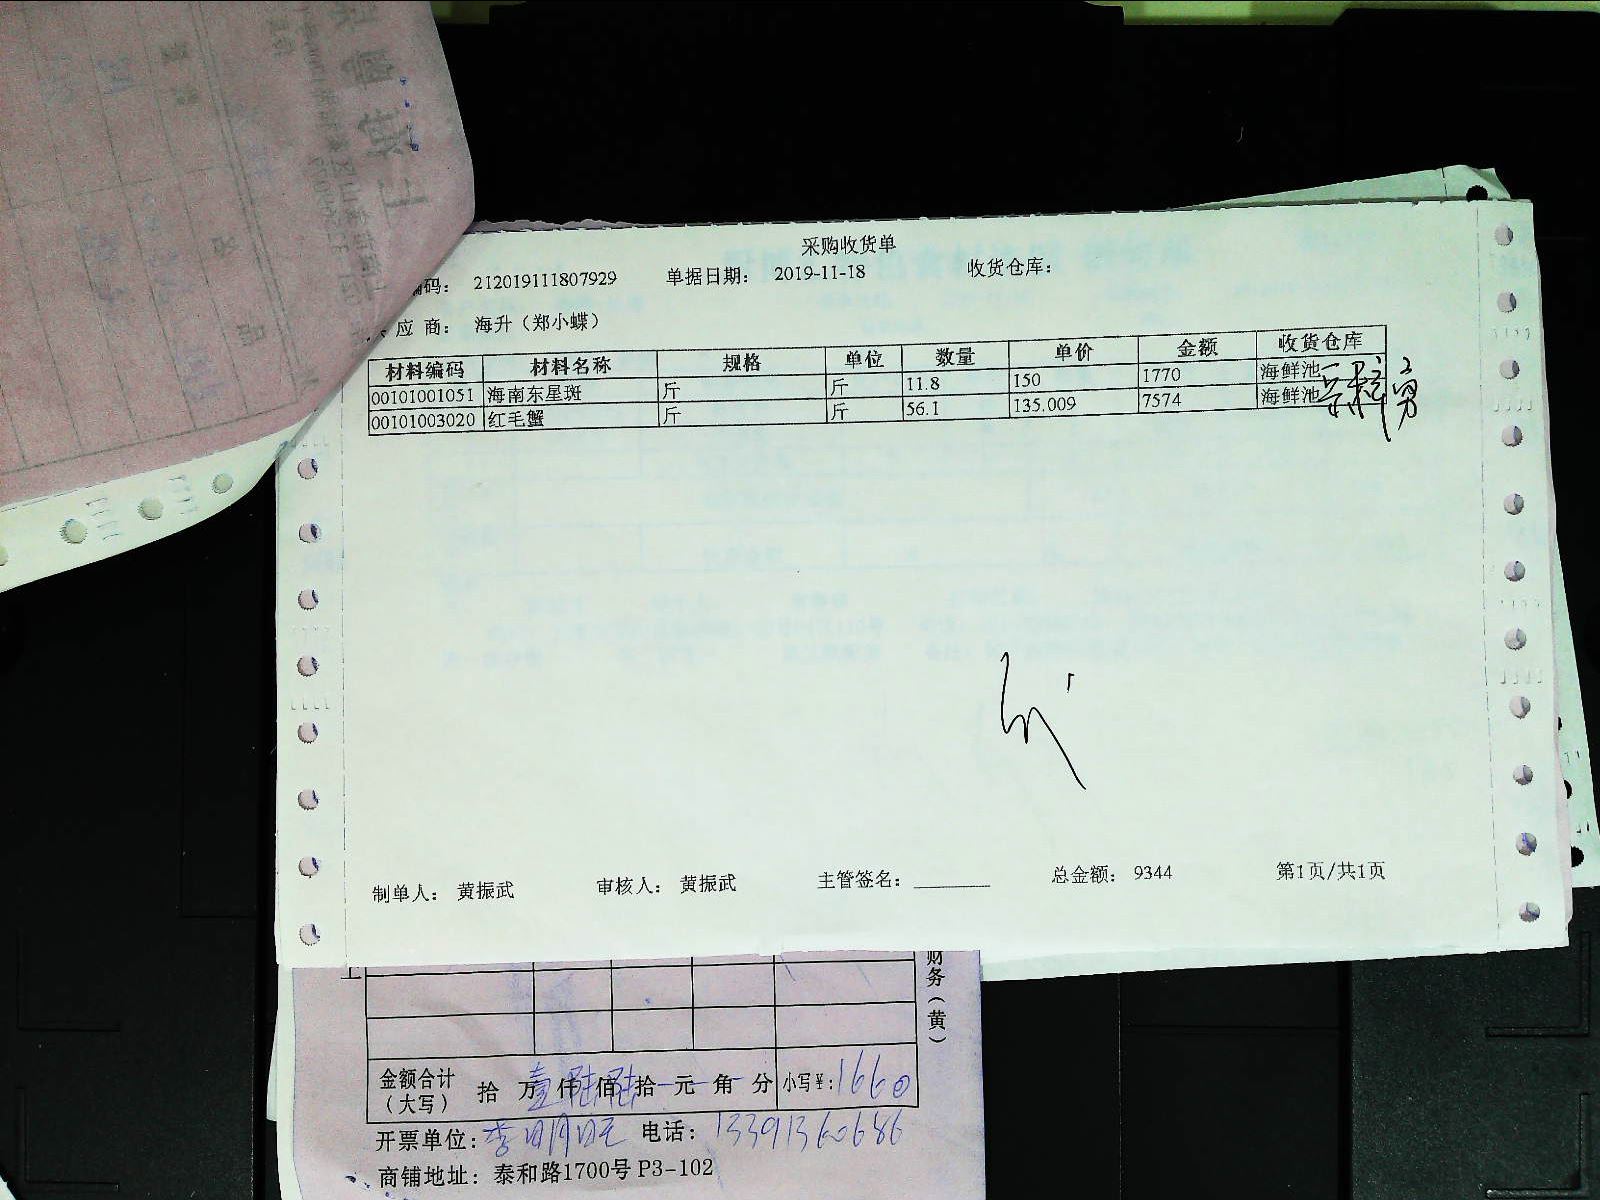 采购收货单
编码： 212019111807929 单据日期： 2019-11-18 收货仓库：
应 商： 海升（郑小蝶）
材料编码 材料名称 规格 单位 数量 单价 金额 收货仓库
00101001051 海南东星斑 斤 斤 11.8 150 1770 海鲜池
00101003020 红毛蟹 斤 斤 56.1 135.009 7574 海鲜池
制单人： 黄振武 审核人： 黄振武 主管签名： 总金额： 9344 第1页/共1页
财务（黄）
金额合计（大写） 拾 万 壹 仟 陆 佰 陆 拾 元 角 分 小写¥：1660
开票单位： 电话： 13391360686
商铺地址：泰和路1700号 P3-102